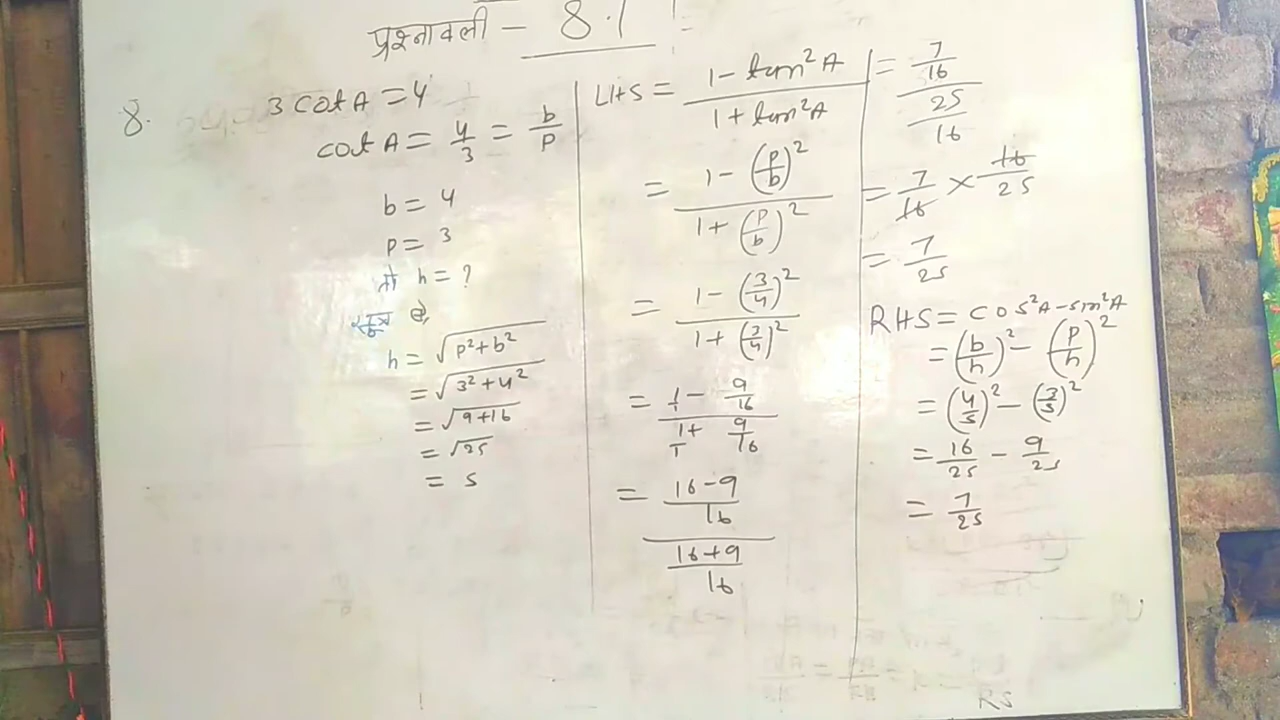 प्रश्नावली - 8.1
8.
3 cot A = 4
cot A = 4/3 = b/p
b = 4
p = 3
तो h = ?
से,
h = √(p²+b²)
= √(3²+4²)
= √(9+16)
= √25
= 5
LHS = (1 - tan²A)/(1 + tan²A)
= (1 - (p/b)²)/(1 + (p/b)²)
= (1 - (3/4)²)/(1 + (3/4)²)
= (1/1 - 9/16)/(1/1 + 9/16)
= ((16-9)/16)/((16+9)/16)
= (7/16)/(25/16)
= 7/16 × 16/25
= 7/25
RHS = cos²A - sin²A
= (b/h)² - (p/h)²
= (4/5)² - (3/5)²
= 16/25 - 9/25
= 7/25